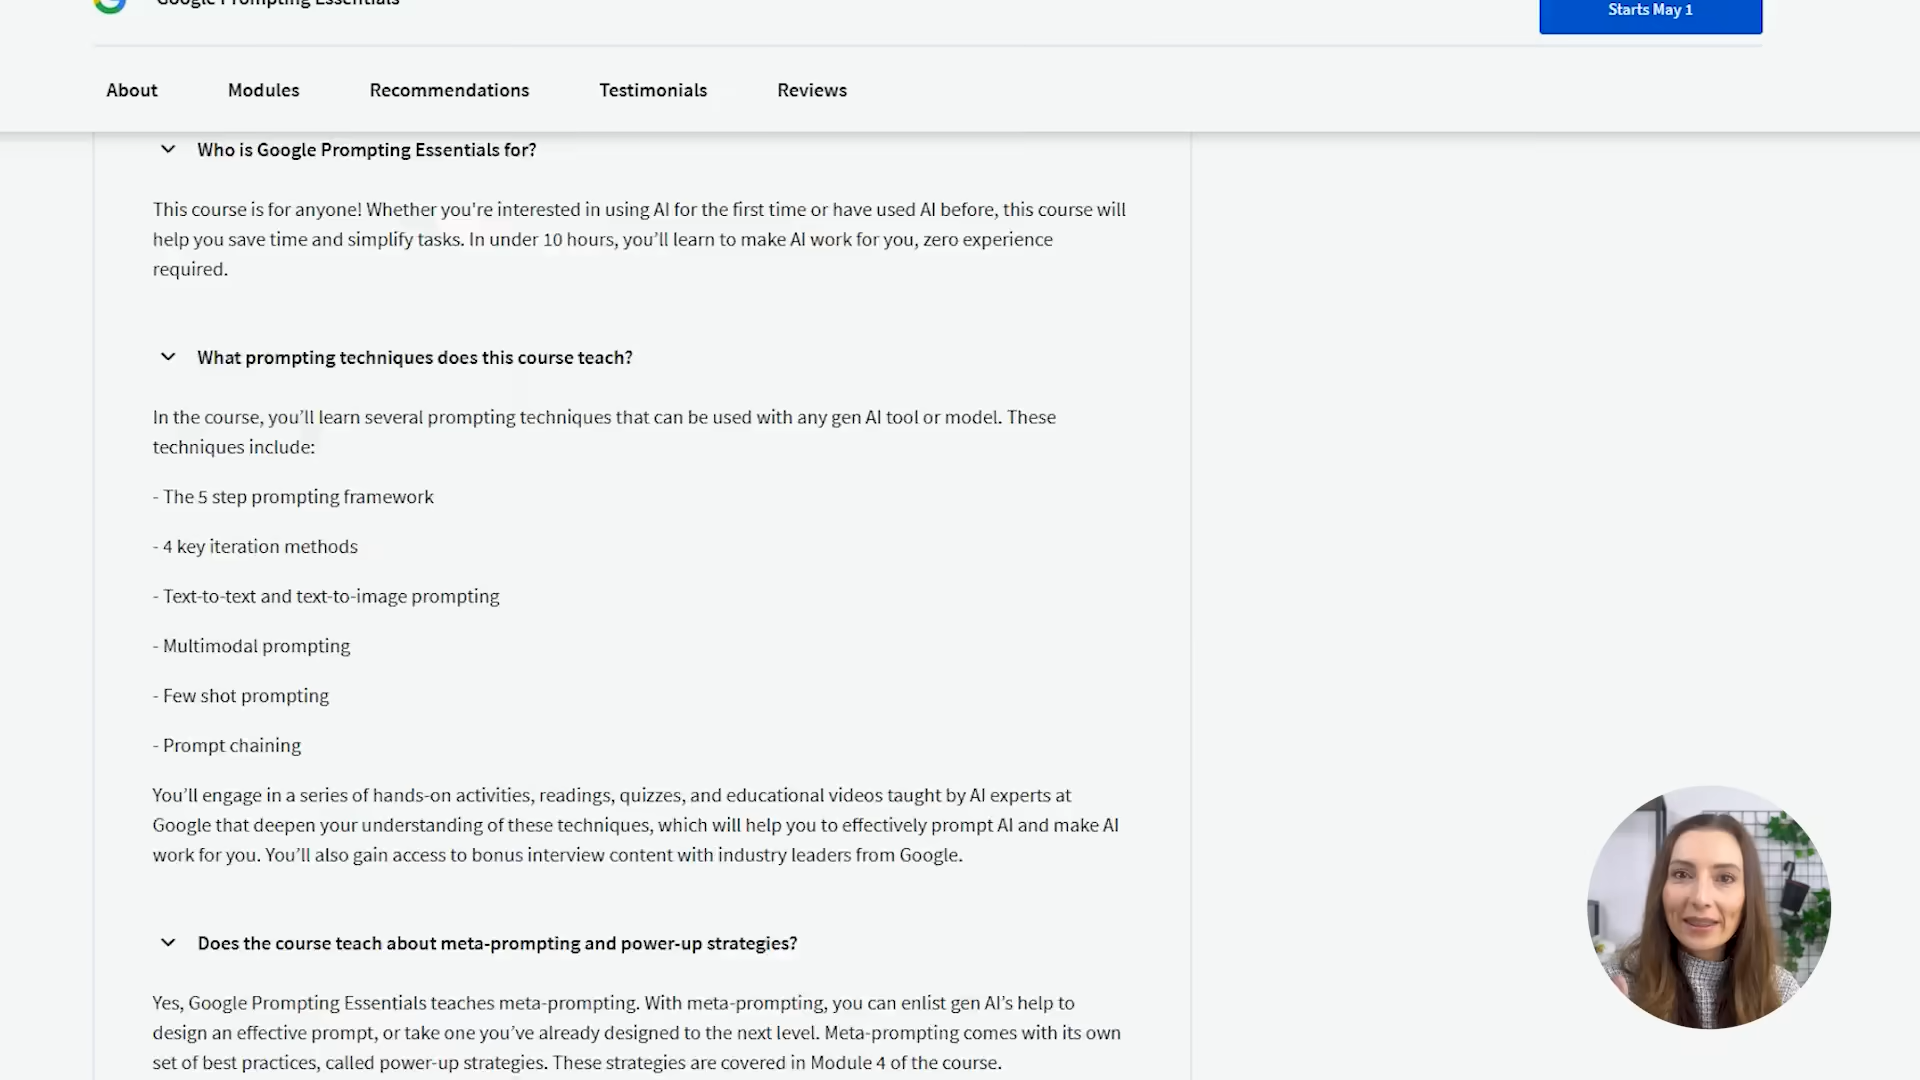 Google Prompting Essentials
Starts May 1
About Modules Recommendations Testimonials Reviews
Who is Google Prompting Essentials for?
This course is for anyone! Whether you're interested in using AI for the first time or have used AI before, this course will
help you save time and simplify tasks. In under 10 hours, you’ll learn to make AI work for you, zero experience
required.
What prompting techniques does this course teach?
In the course, you’ll learn several prompting techniques that can be used with any gen AI tool or model. These
techniques include:
- The 5 step prompting framework
- 4 key iteration methods
- Text-to-text and text-to-image prompting
- Multimodal prompting
- Few shot prompting
- Prompt chaining
You’ll engage in a series of hands-on activities, readings, quizzes, and educational videos taught by AI experts at
Google that deepen your understanding of these techniques, which will help you to effectively prompt AI and make AI
work for you. You’ll also gain access to bonus interview content with industry leaders from Google.
Does the course teach about meta-prompting and power-up strategies?
Yes, Google Prompting Essentials teaches meta-prompting. With meta-prompting, you can enlist gen AI’s help to
design an effective prompt, or take one you’ve already designed to the next level. Meta-prompting comes with its own
set of best practices, called power-up strategies. These strategies are covered in Module 4 of the course.